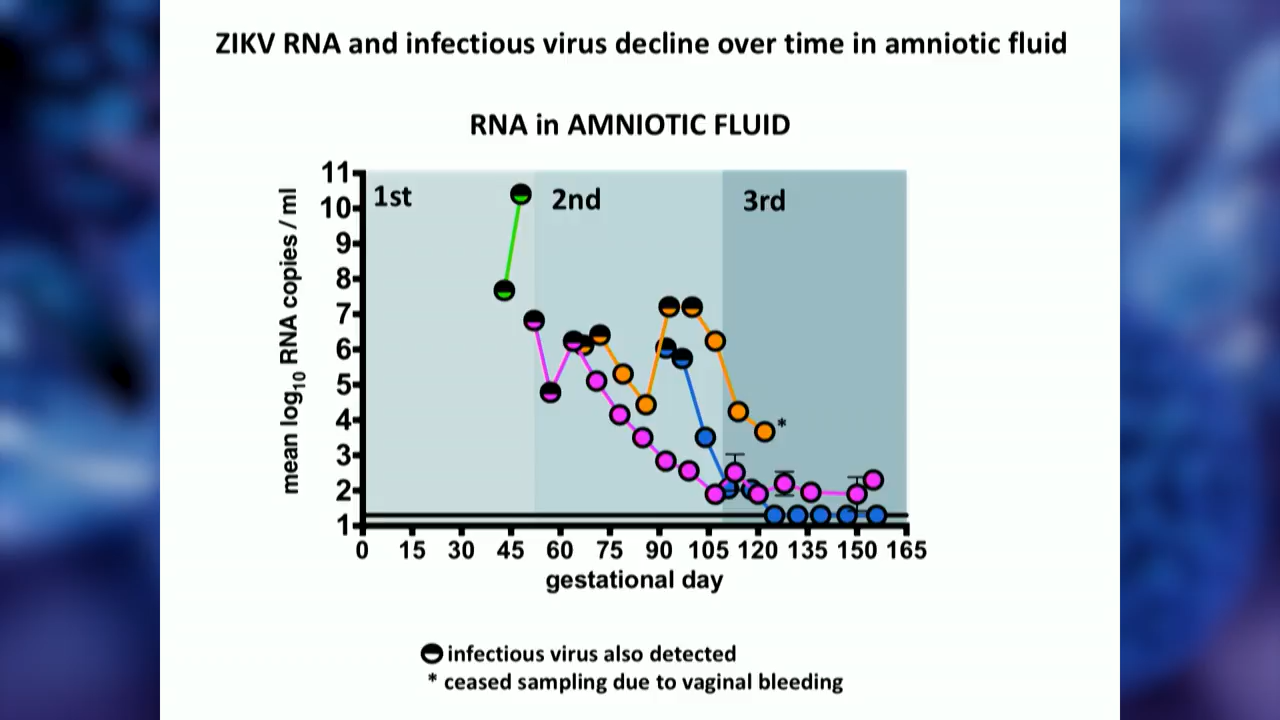 ZIKV RNA and infectious virus decline over time in amniotic fluid
RNA in AMNIOTIC FLUID
mean log10 RNA copies / ml
11
10
9
8
7
6
5
4
3
2
1
1st
2nd
3rd
*
0 15 30 45 60 75 90 105 120 135 150 165
gestational day
infectious virus also detected
* ceased sampling due to vaginal bleeding